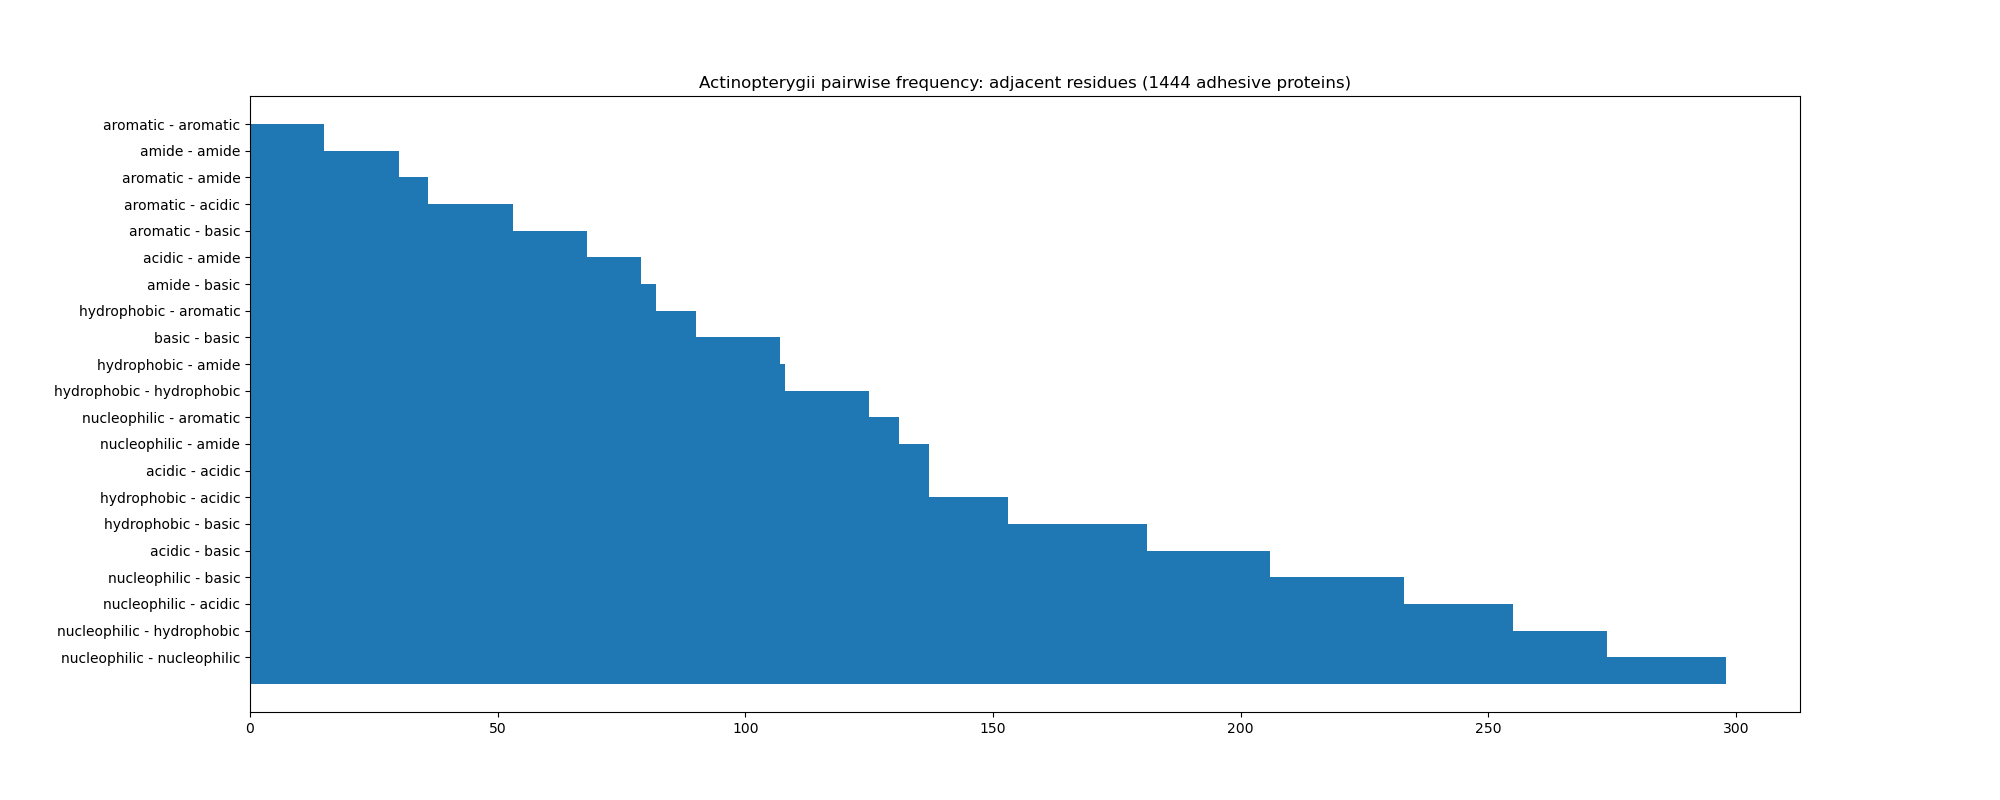 Actinopterygii pairwise frequency: adjacent residues (1444 adhesive proteins)
aromatic - aromatic
amide - amide
aromatic - amide
aromatic - acidic
aromatic - basic
acidic - amide
amide - basic
hydrophobic - aromatic
basic - basic
hydrophobic - amide
hydrophobic - hydrophobic
nucleophilic - aromatic
nucleophilic - amide
acidic - acidic
hydrophobic - acidic
hydrophobic - basic
acidic - basic
nucleophilic - basic
nucleophilic - acidic
nucleophilic - hydrophobic
nucleophilic - nucleophilic
0 50 100 150 200 250 300